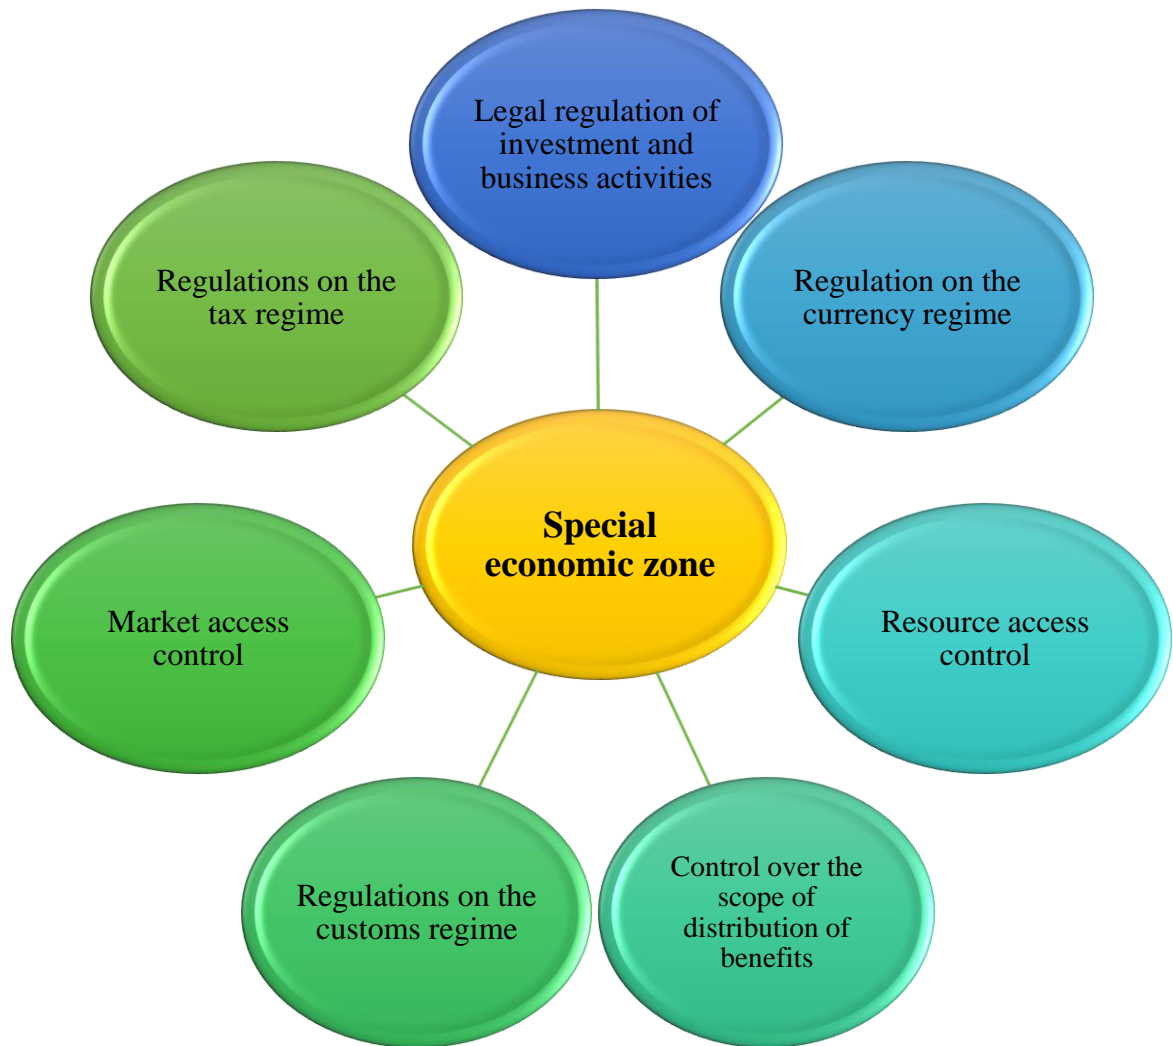 Legal regulation of
investment and
business activities
Regulations on the
tax regime
Regulation on the
currency regime
Special
economic zone
Market access
control
Resource access
control
Regulations on the
customs regime
Control over the
scope of
distribution of
benefits